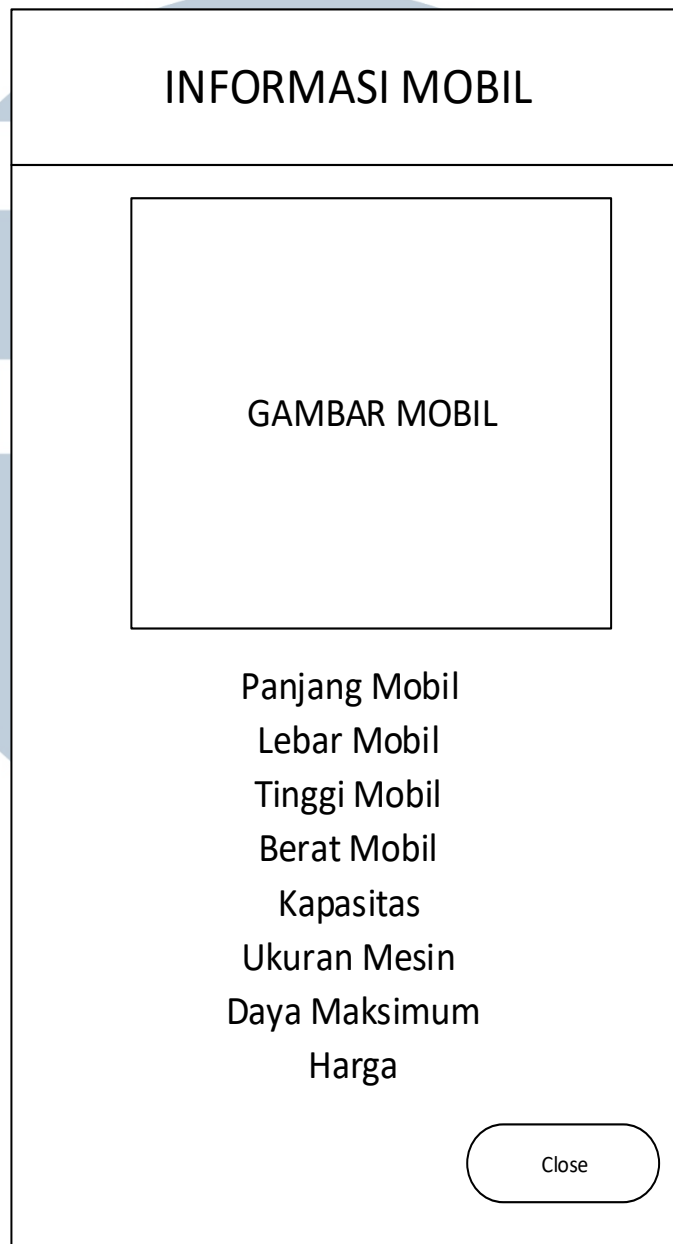 INFORMASI MOBIL
GAMBAR MOBIL
Panjang Mobil
Lebar Mobil
Tinggi Mobil
Berat Mobil
Kapasitas
Ukuran Mesin
Daya Maksimum
Harga
Close